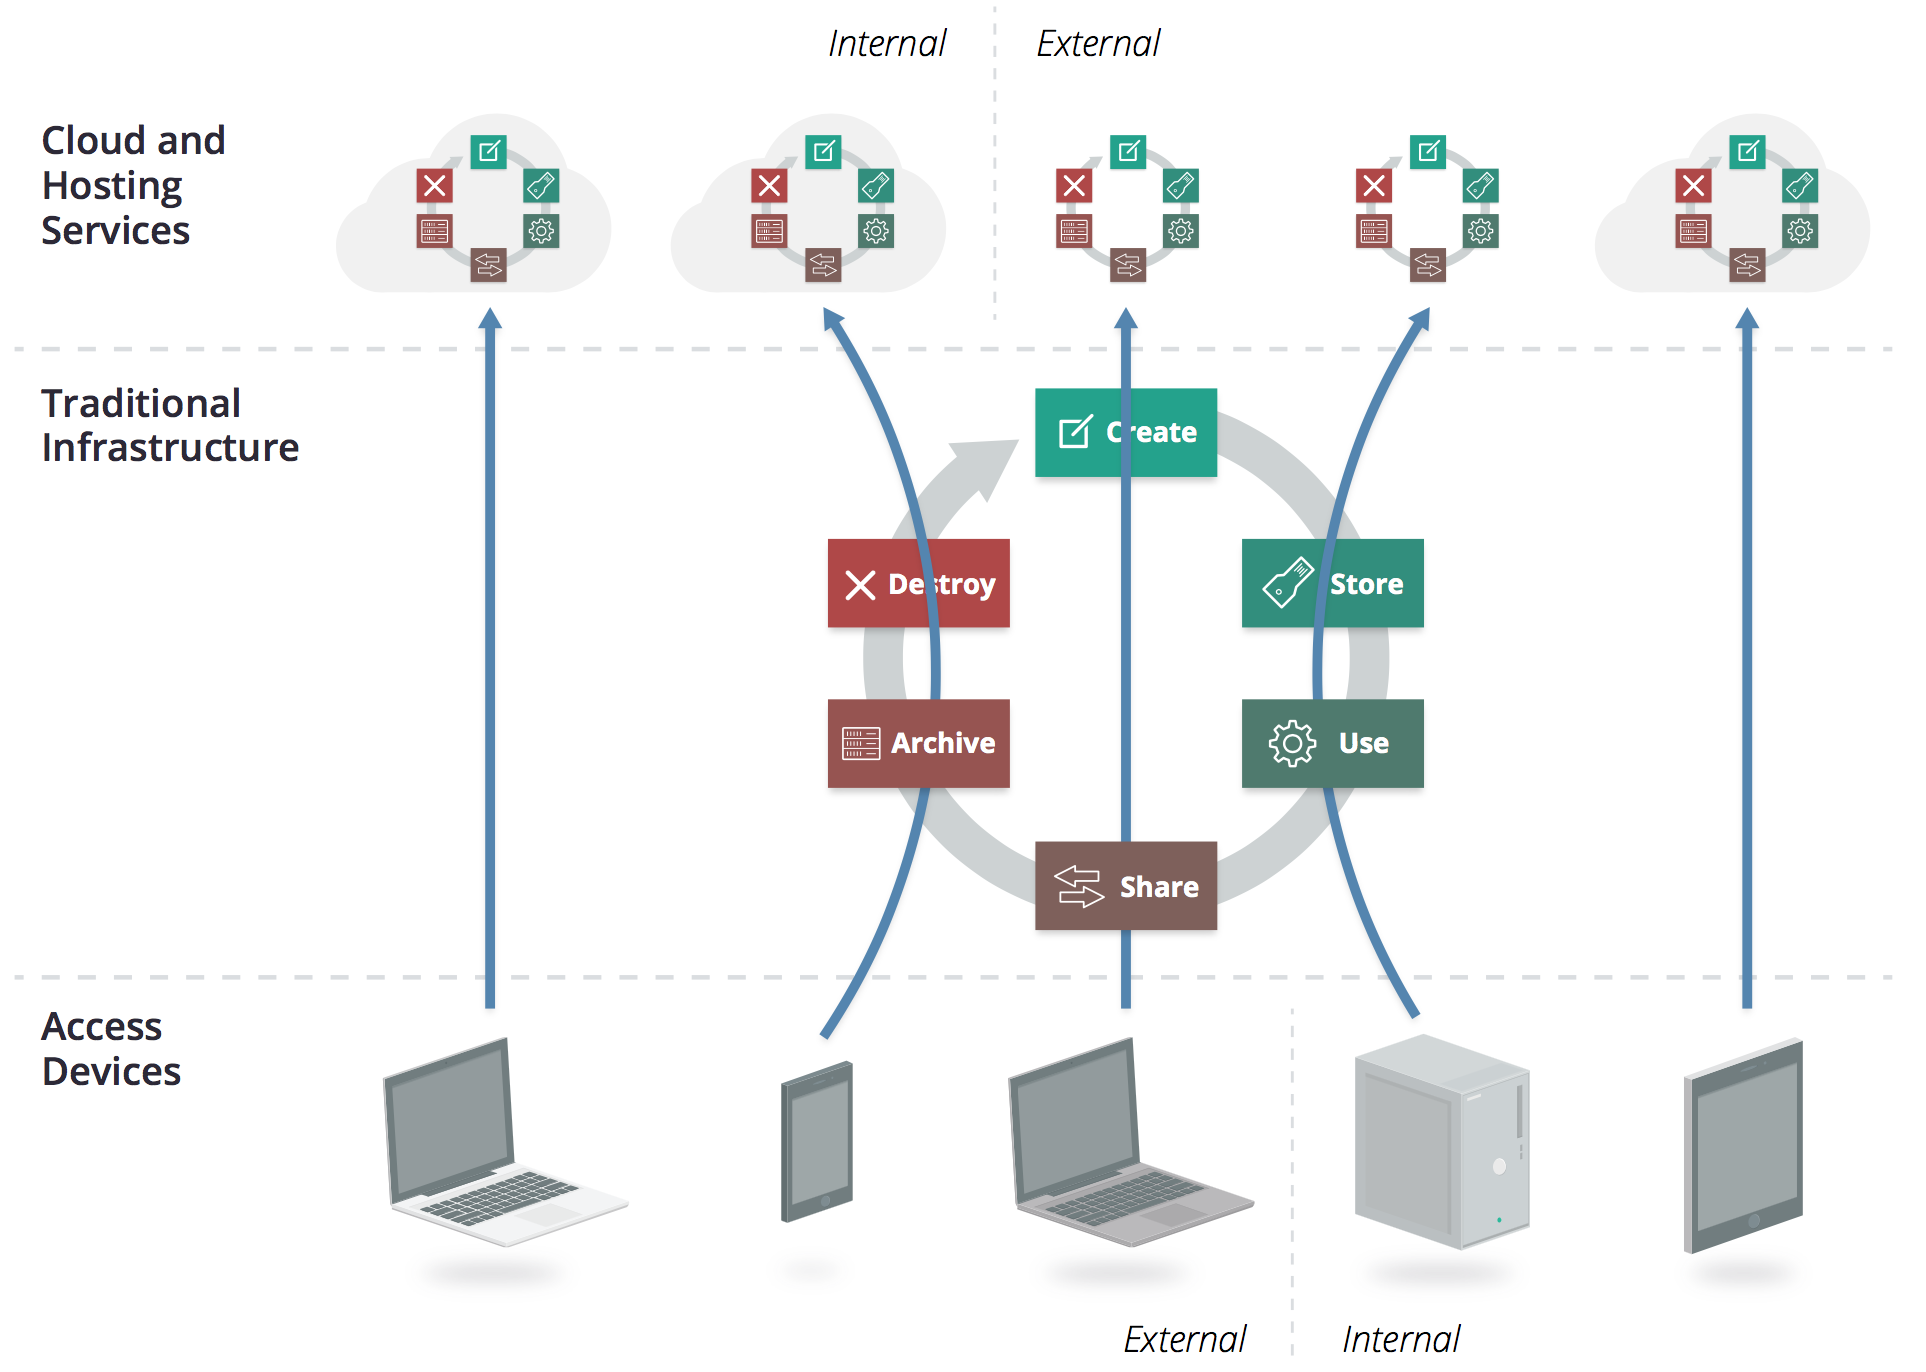 Internal
External
Cloud and
Hosting
Services
Traditional
Infrastructure
Create
Destroy
Store
Archive
Use
Share
Access
Devices
External
Internal